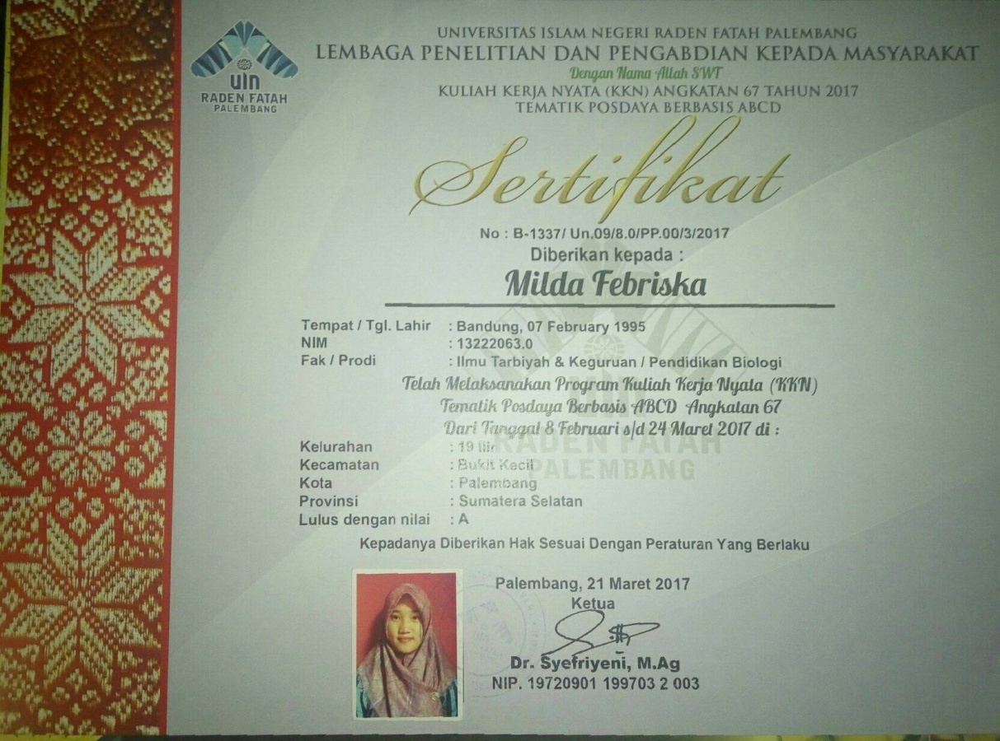 uin
RADEN FATAH
PALEMBANG
UNIVERSITAS ISLAM NEGERI RADEN FATAH PALEMBANG
LEMBAGA PENELITIAN DAN PENGABDIAN KEPADA MASYARAKAT
Dengan Nama Allah SWT
KULIAH KERJA NYATA (KKN) ANGKATAN 67 TAHUN 2017
TEMATIK POSDAYA BERBASIS ABCD
Sertifikat
No : B-1337/ Un.09/8.0/PP.00/3/2017
Diberikan kepada :
Milda Febriska
Tempat / Tgl. Lahir : Bandung, 07 February 1995
NIM : 13222063.0
Fak / Prodi : Ilmu Tarbiyah & Keguruan / Pendidikan Biologi
Telah Melaksanakan Program Kuliah Kerja Nyata (KKN)
Tematik Posdaya Berbasis ABCD Angkatan 67
Dari Tanggal 8 Februari s/d 24 Maret 2017 di :
Kelurahan : 19 Ilir
Kecamatan : Bukit Kecil
Kota : Palembang
Provinsi : Sumatera Selatan
Lulus dengan nilai : A
RADEN FATAH
PALEMBANG
Kepadanya Diberikan Hak Sesuai Dengan Peraturan Yang Berlaku
Palembang, 21 Maret 2017
Ketua
Dr. Syefriyeni, M.Ag
NIP. 19720901 199703 2 003